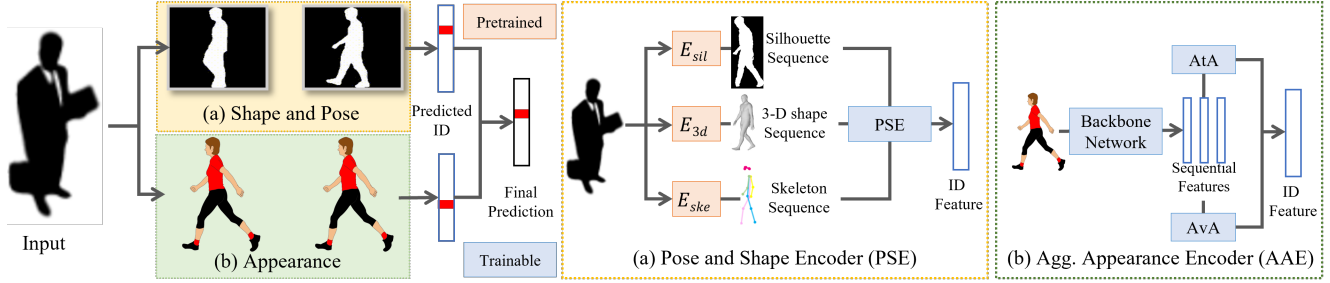 Input
(a) Shape and Pose
(b) Appearance
Predicted
ID
Final
Prediction
Pretrained
Trainable
E_sil
Silhouette
Sequence
E_3d
3-D shape
Sequence
E_ske
Skeleton
Sequence
PSE
ID
Feature
(a) Pose and Shape Encoder (PSE)
Backbone
Network
AtA
Sequential
Features
AvA
ID
Feature
(b) Agg. Appearance Encoder (AAE)